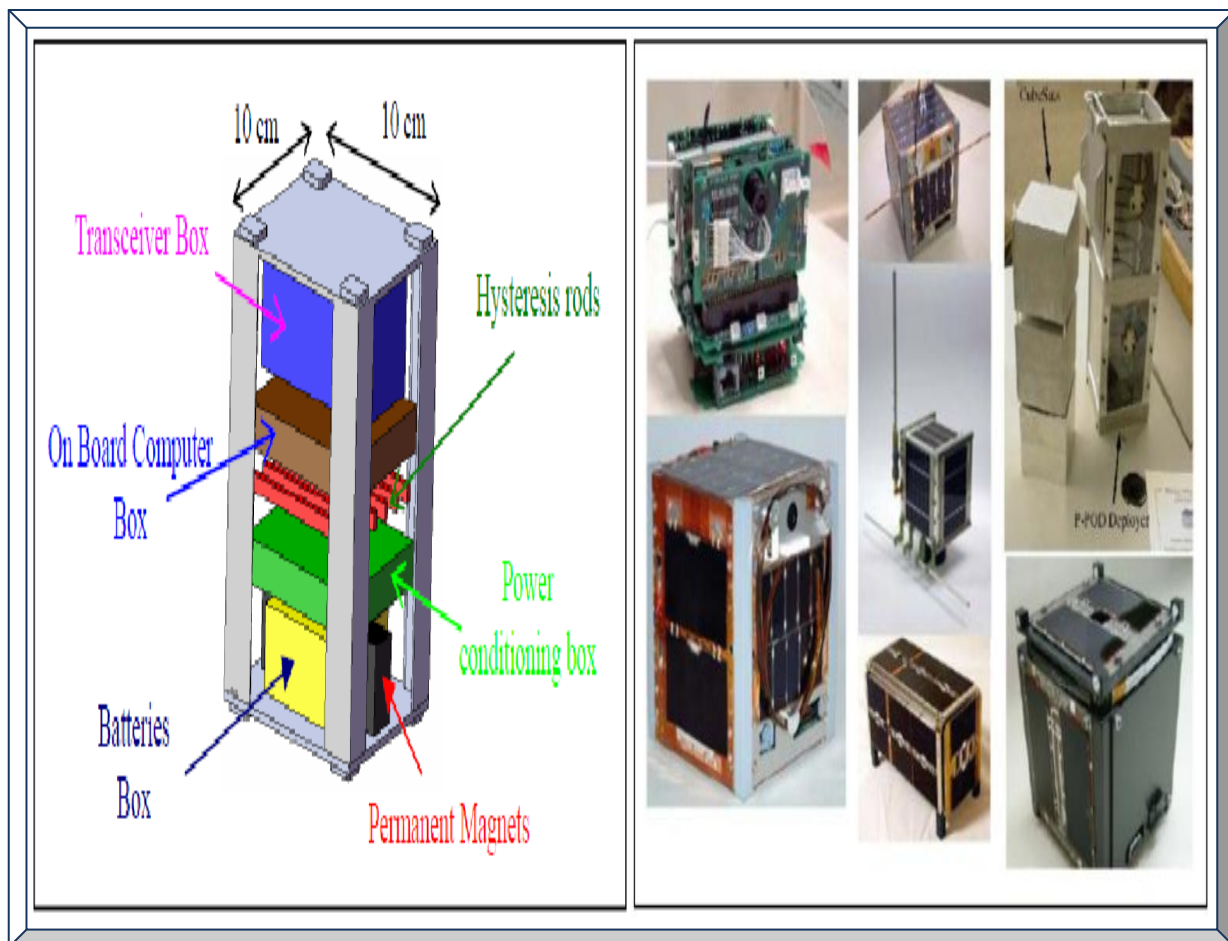 10 cm
10 cm
Transceiver Box
Hysteresis rods
On Board Computer
Box
Power
conditioning box
Batteries
Box
Permanent Magnets
CubeSats
P-POD Deployer